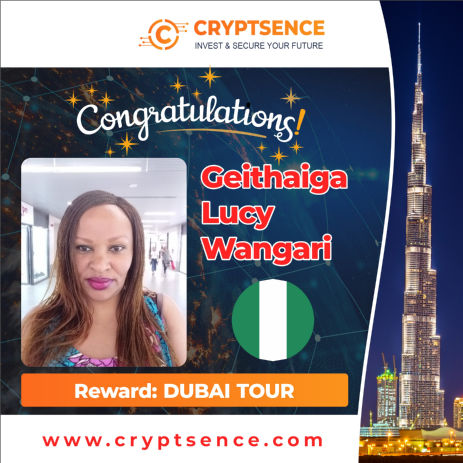 CRYPTSENCE
INVEST & SECURE YOUR FUTURE
Congratulations!
Geithaiga
Lucy
Wangari
Reward: DUBAI TOUR
www.cryptsence.com